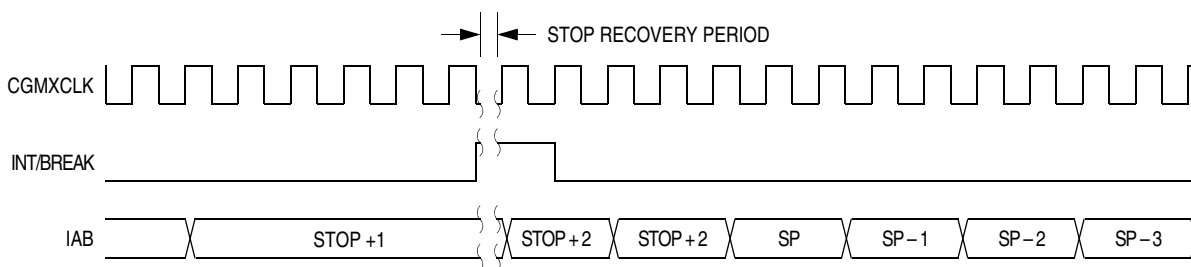 STOP RECOVERY PERIOD
CGMXCLK
INT/BREAK
IAB STOP +1 STOP + 2 STOP + 2 SP SP – 1 SP – 2 SP – 3